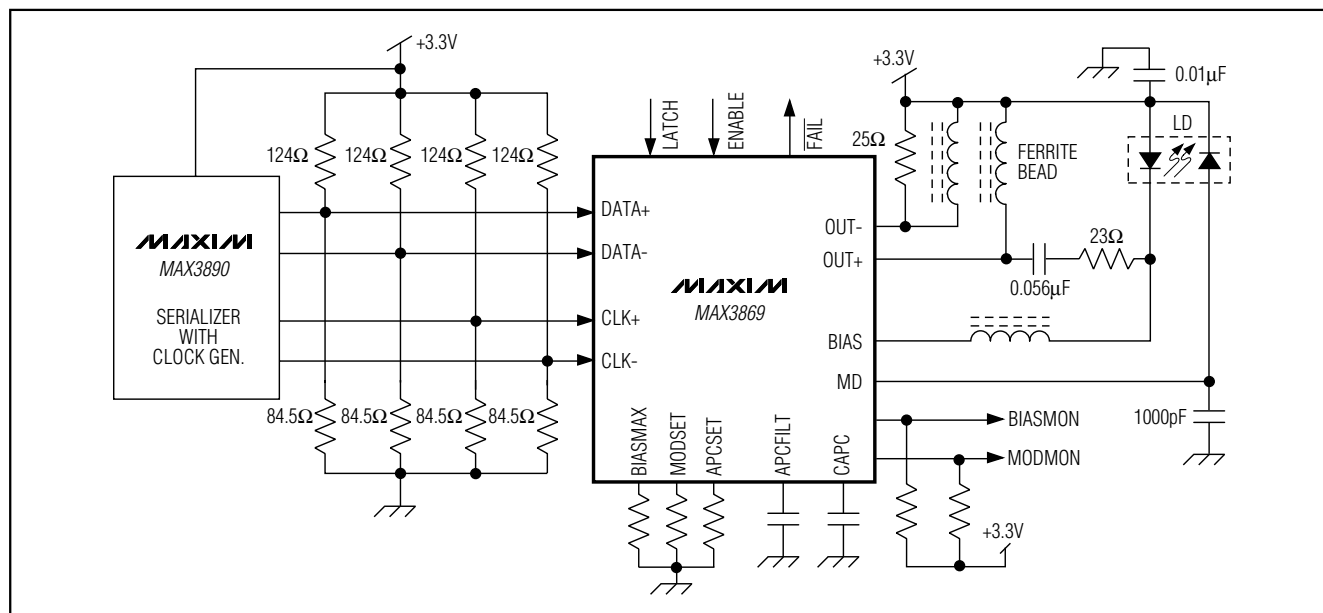 +3.3V
124Ω
124Ω
124Ω
124Ω
MAXIM
MAX3890
SERIALIZER
WITH
CLOCK GEN.
84.5Ω
84.5Ω
84.5Ω
84.5Ω
LATCH
ENABLE
FAIL
DATA+
DATA-
CLK+
CLK-
MAXIM
MAX3869
OUT-
OUT+
BIAS
MD
BIASMAX
MODSET
APCSET
APCFILT
CAPC
+3.3V
25Ω
FERRITE
BEAD
0.01µF
LD
23Ω
0.056µF
1000pF
BIASMON
MODMON
+3.3V